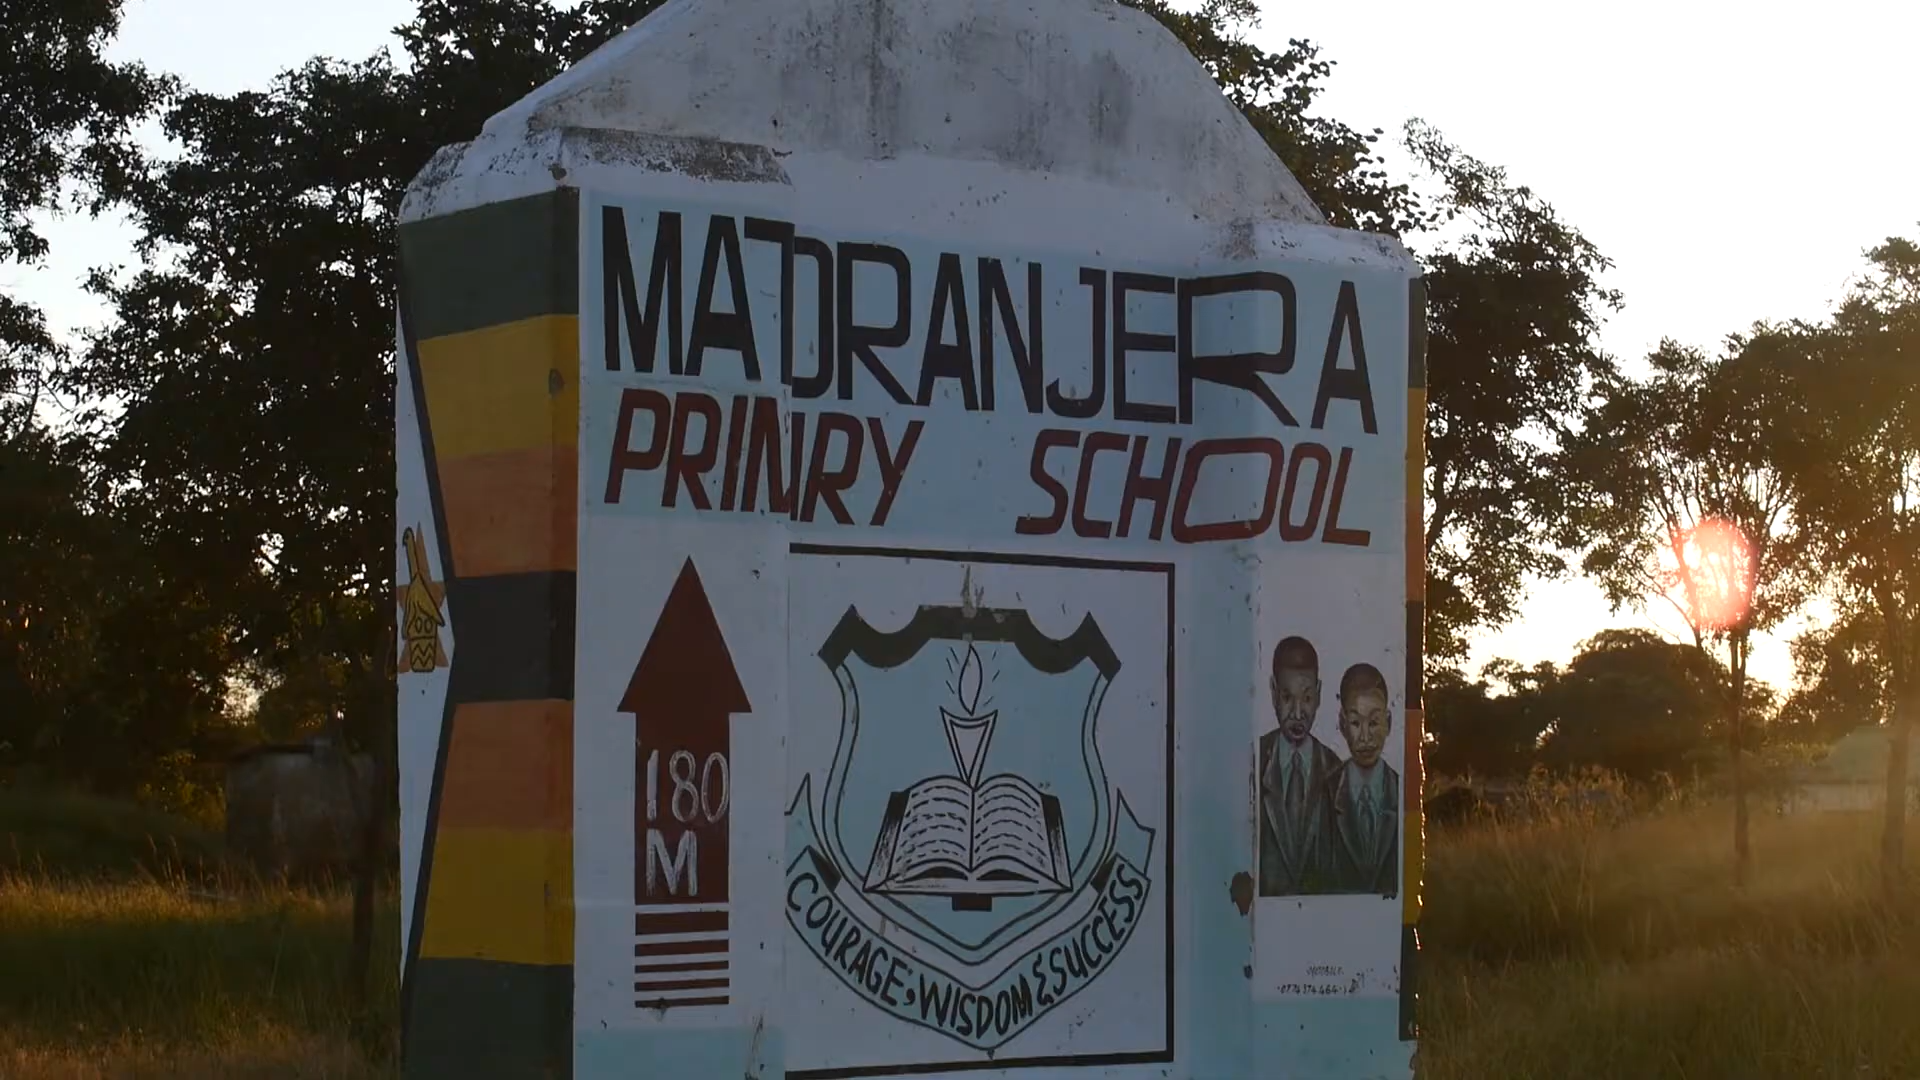 MADRANJERA
PRINRY SCHOOL
180
M
COURAGE, WISDOM & SUCCESS